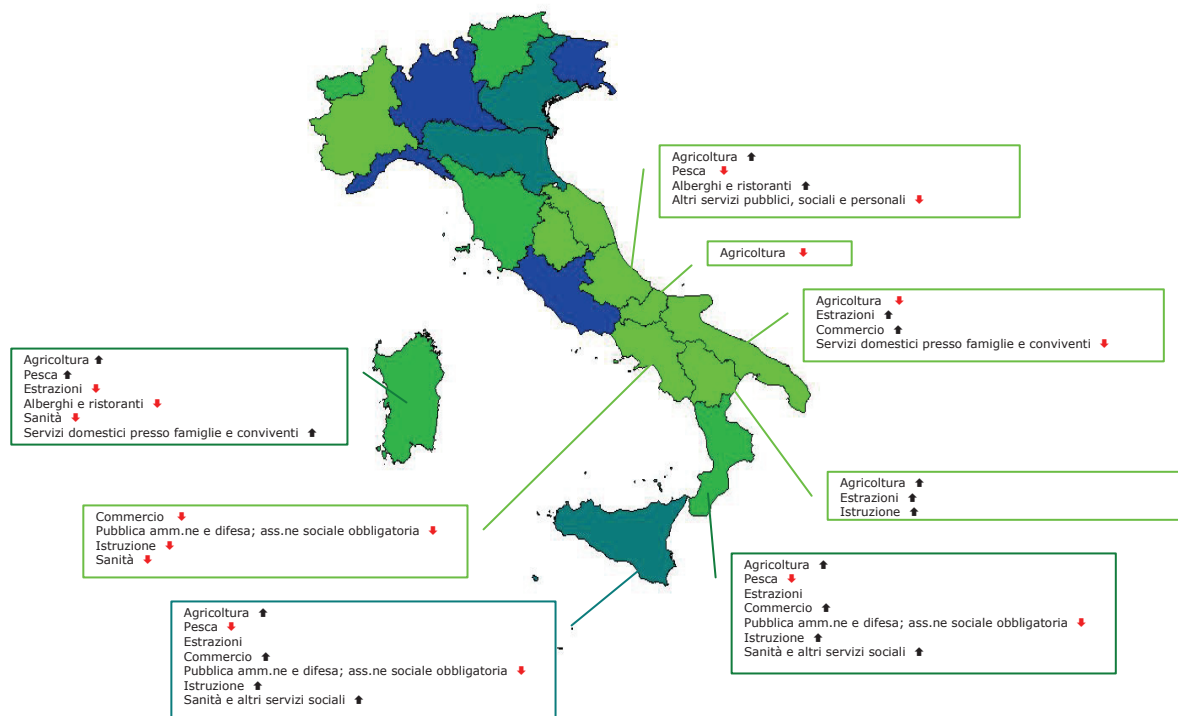 Agricoltura
Pesca
Alberghi e ristoranti
Altri servizi pubblici, sociali e personali
Agricoltura
Agricoltura
Estrazioni
Commercio
Servizi domestici presso famiglie e conviventi
Agricoltura
Pesca
Estrazioni
Alberghi e ristoranti
Sanità
Servizi domestici presso famiglie e conviventi
Agricoltura
Estrazioni
Istruzione
Commercio
Pubblica amm.ne e difesa; ass.ne sociale obbligatoria
Istruzione
Sanità
Agricoltura
Pesca
Estrazioni
Commercio
Pubblica amm.ne e difesa; ass.ne sociale obbligatoria
Istruzione
Sanità e altri servizi sociali
Agricoltura
Pesca
Estrazioni
Commercio
Pubblica amm.ne e difesa; ass.ne sociale obbligatoria
Istruzione
Sanità e altri servizi sociali